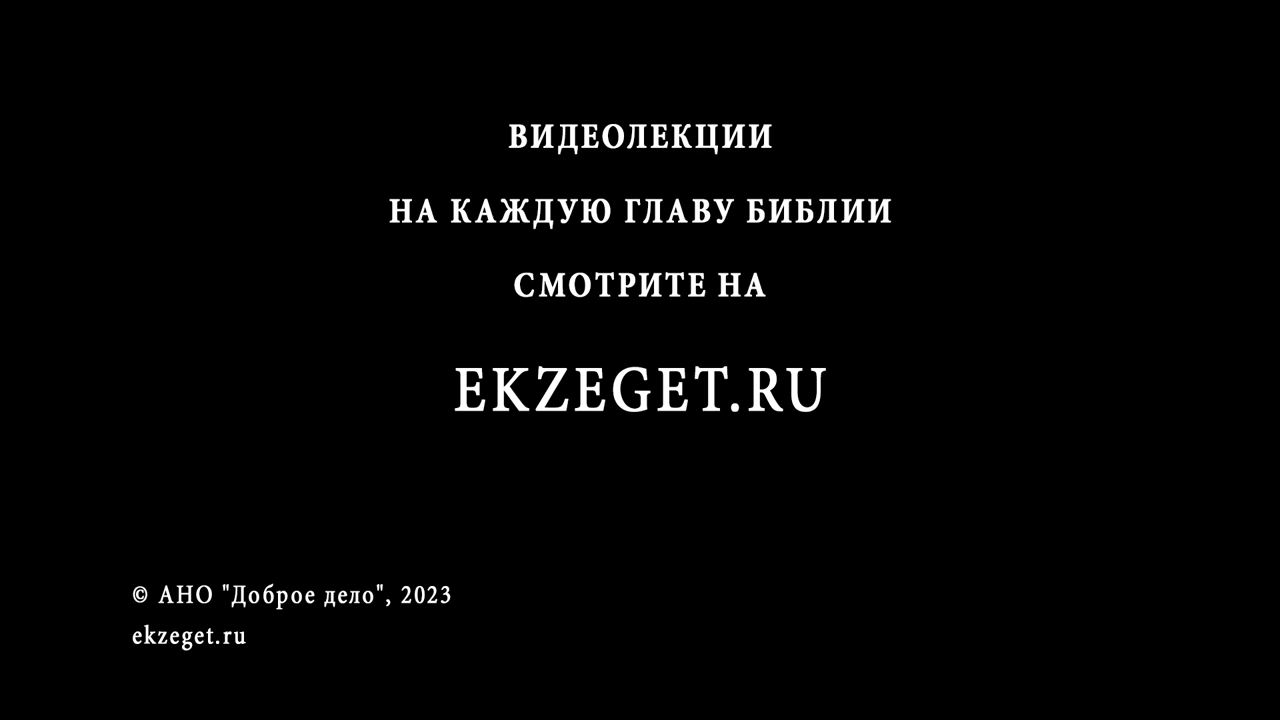 ВИДЕОЛЕКЦИИ
НА КАЖДУЮ ГЛАВУ БИБЛИИ
СМОТРИТЕ НА
EKZEGET.RU
© АНО "Доброе дело", 2023
ekzeget.ru